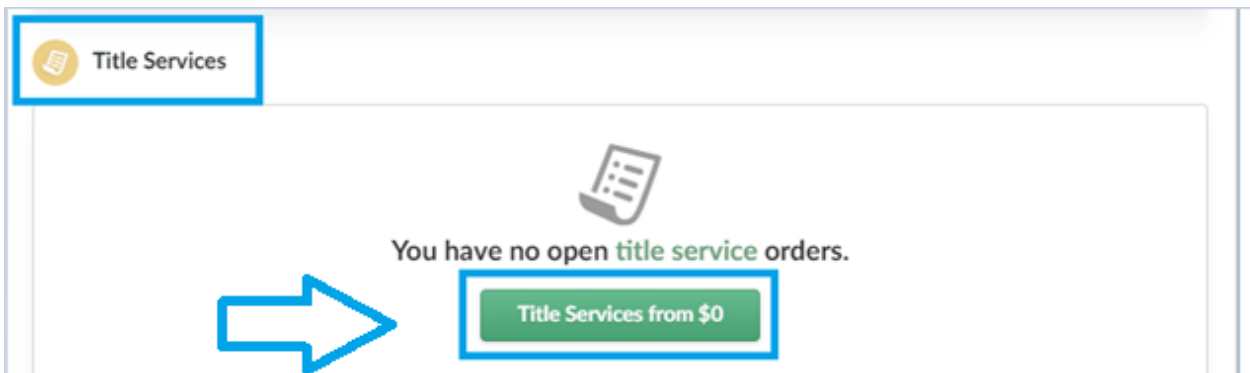 Title Services
You have no open title service orders.
Title Services from $0